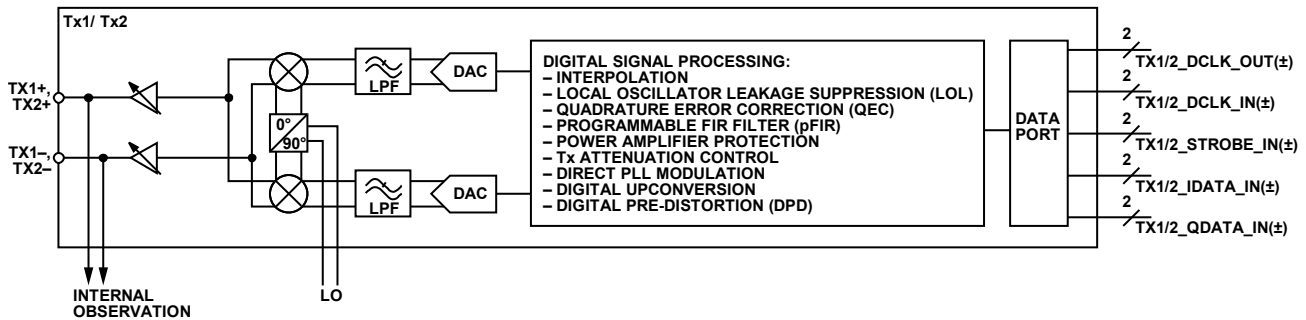 Tx1/ Tx2
TX1+,
TX2+
TX1–,
TX2–
0°
90°
LPF
DAC
LPF
DAC
DIGITAL SIGNAL PROCESSING:
– INTERPOLATION
– LOCAL OSCILLATOR LEAKAGE SUPPRESSION (LOL)
– QUADRATURE ERROR CORRECTION (QEC)
– PROGRAMMABLE FIR FILTER (pFIR)
– POWER AMPLIFIER PROTECTION
– Tx ATTENUATION CONTROL
– DIRECT PLL MODULATION
– DIGITAL UPCONVERSION
– DIGITAL PRE-DISTORTION (DPD)
DATA
PORT
2
TX1/2_DCLK_OUT(±)
2
TX1/2_DCLK_IN(±)
2
TX1/2_STROBE_IN(±)
2
TX1/2_IDATA_IN(±)
2
TX1/2_QDATA_IN(±)
INTERNAL
OBSERVATION
LO